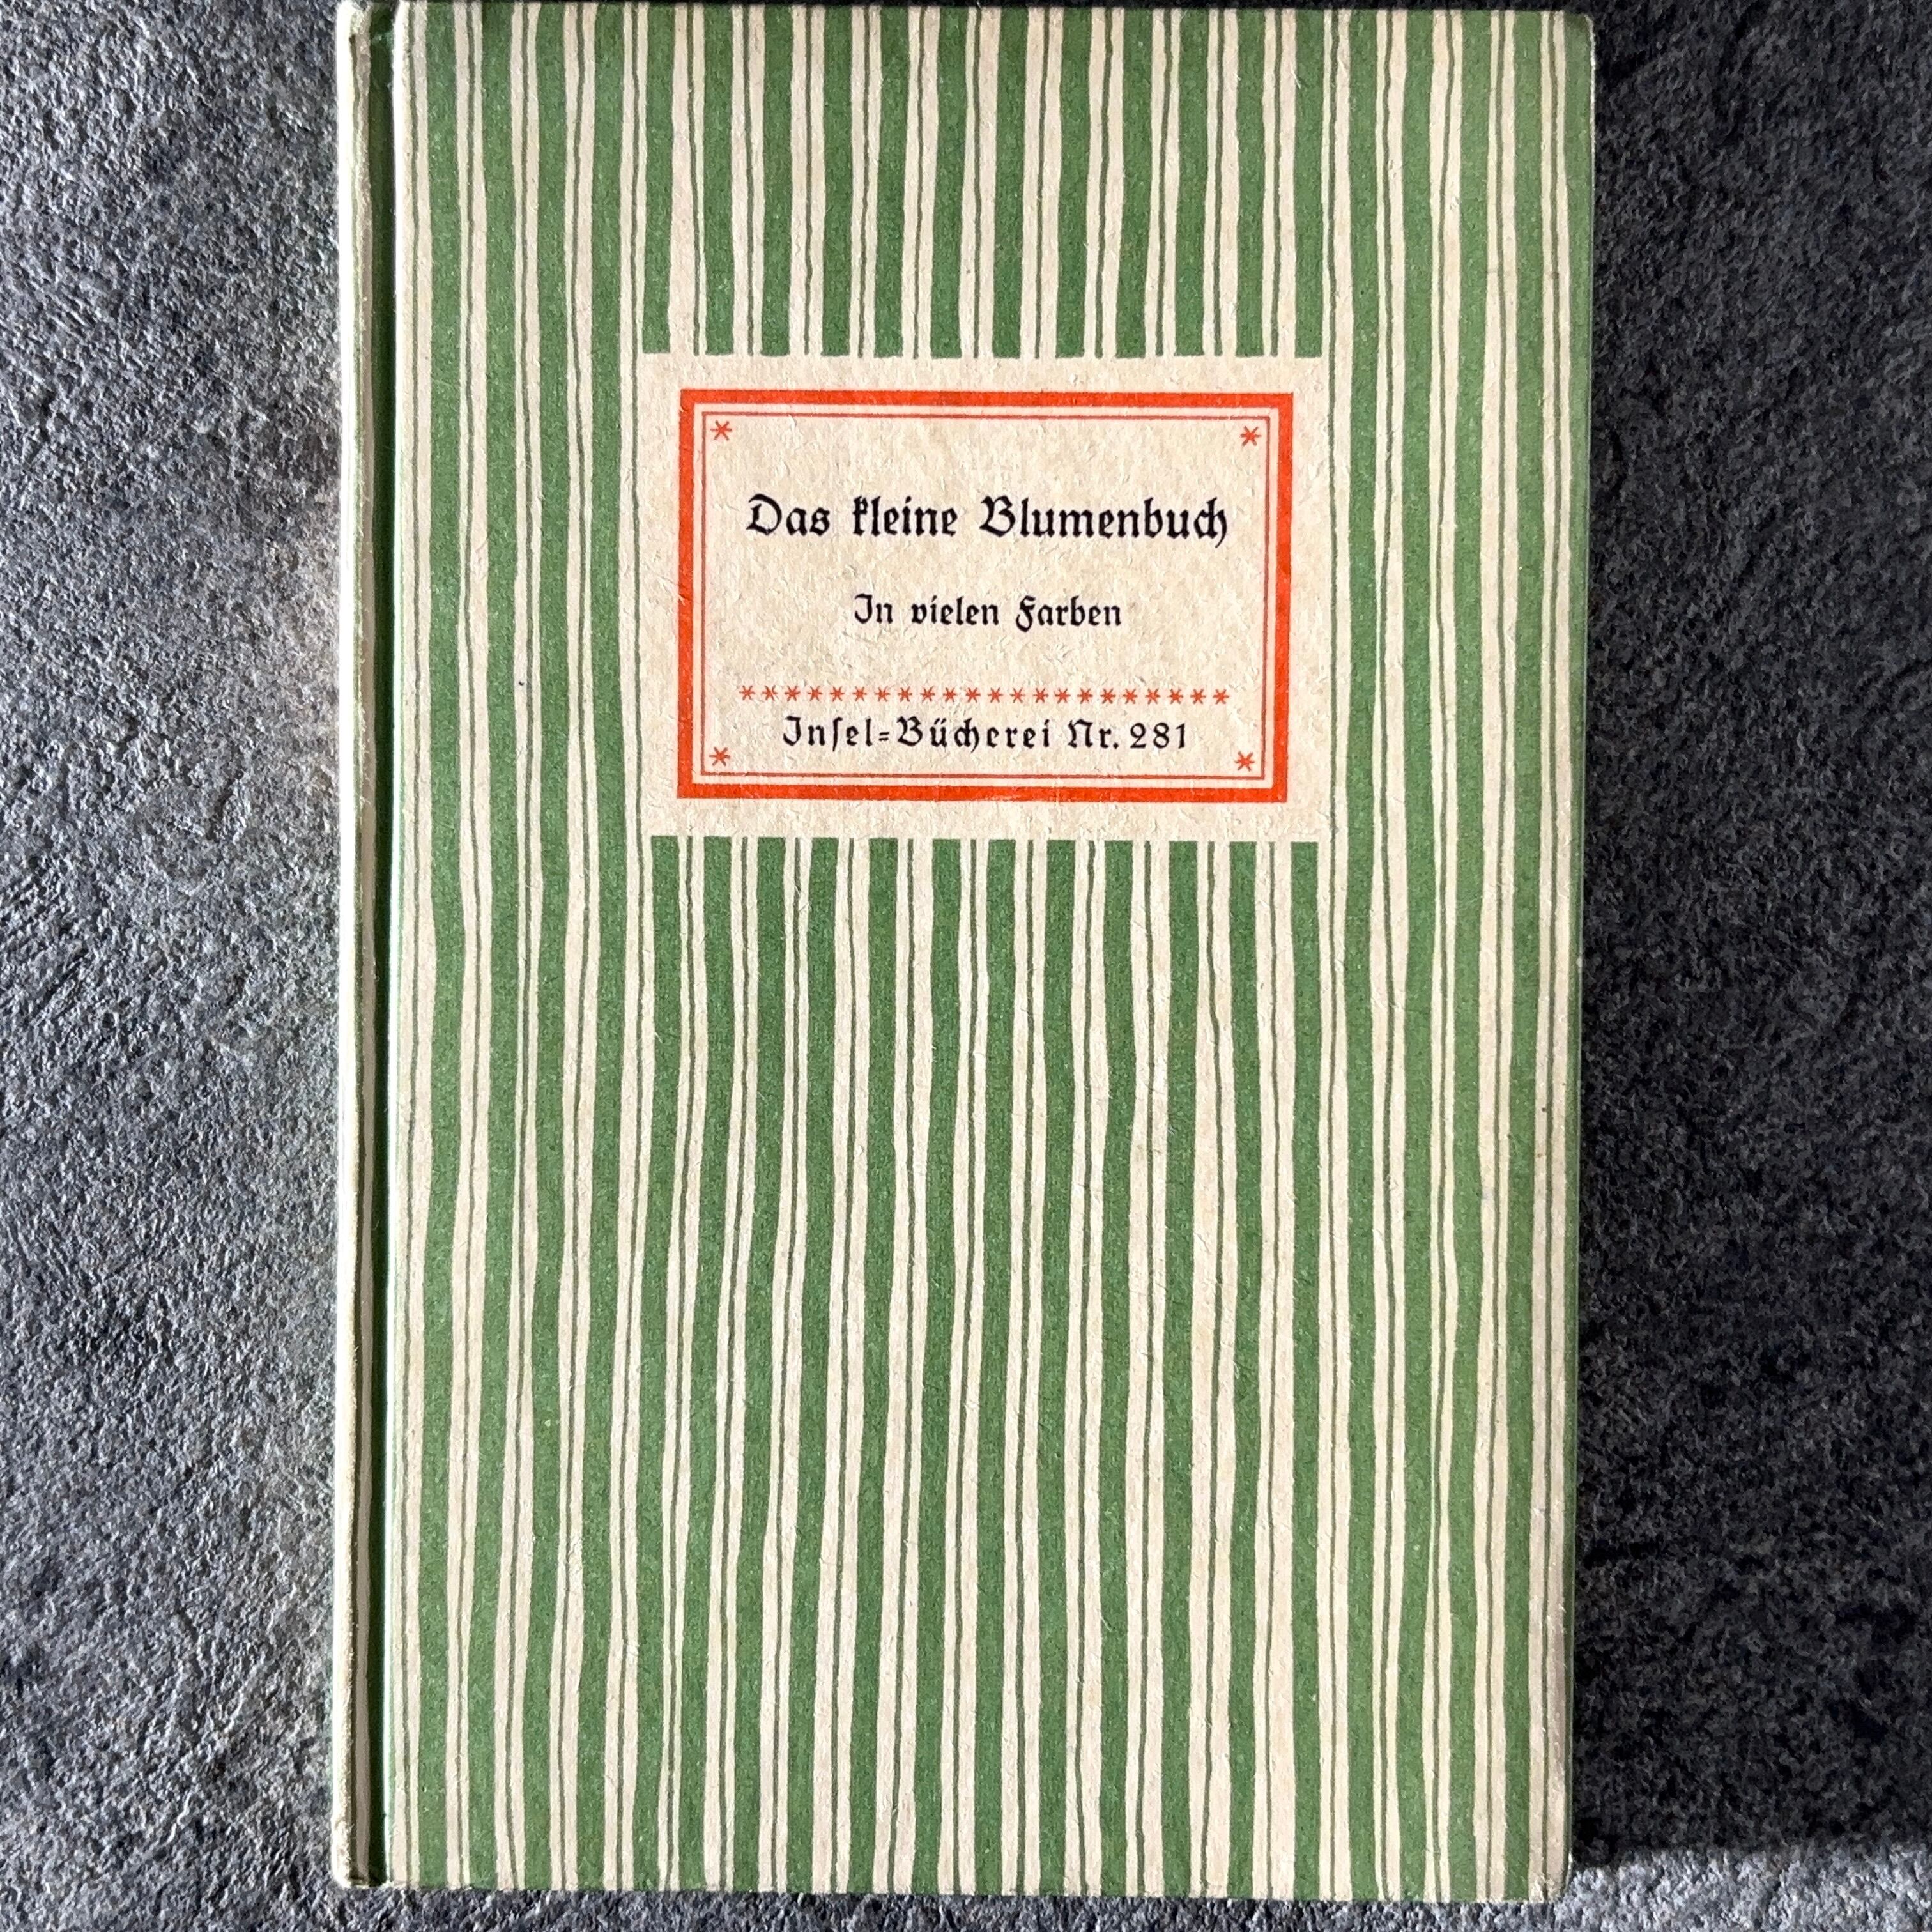 Das kleine Blumenbuch
In vielen Farben
Inſel-Bücherei Nr. 281